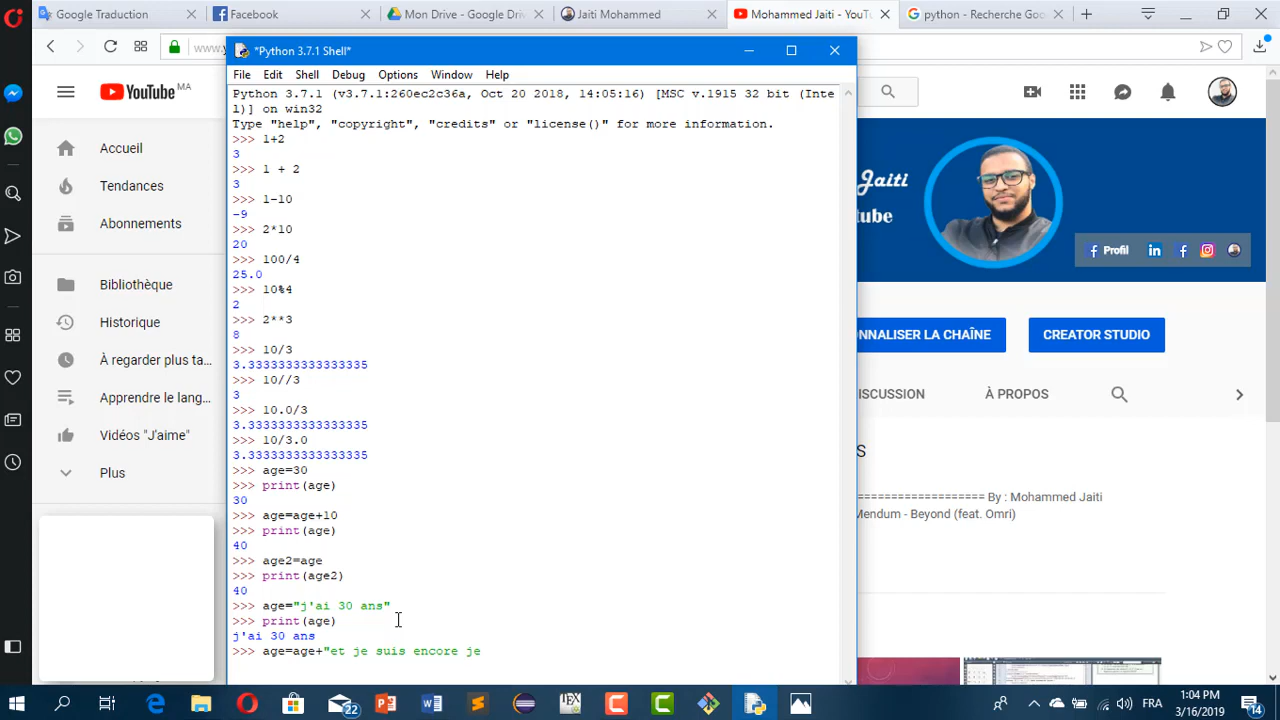 Google Traduction
Facebook
Mon Drive - Google Dri
Jaiti Mohammed
Mohammed Jaiti - YouT
python - Recherche Goo
www.y
*Python 3.7.1 Shell*
File Edit Shell Debug Options Window Help
Python 3.7.1 (v3.7.1:260ec2c36a, Oct 20 2018, 14:05:16) [MSC v.1915 32 bit (Inte
l)] on win32
Type "help", "copyright", "credits" or "license()" for more information.
>>> 1+2
3
>>> 1 + 2
3
>>> 1-10
-9
>>> 2*10
20
>>> 100/4
25.0
>>> 10%4
2
>>> 2**3
8
>>> 10/3
3.3333333333333335
>>> 10//3
3
>>> 10.0/3
3.3333333333333335
>>> 10/3.0
3.3333333333333335
>>> age=30
>>> print(age)
30
>>> age=age+10
>>> print(age)
40
>>> age2=age
>>> print(age2)
40
>>> age="j'ai 30 ans"
>>> print(age)
j'ai 30 ans
>>> age=age+"et je suis encore je
YouTube MA
Accueil
Tendances
Abonnements
Bibliothèque
Historique
À regarder plus ta...
Apprendre le lang...
Vidéos "J'aime"
Plus
Jaiti
tube
Profil
NNALISER LA CHAÎNE
CREATOR STUDIO
ISCUSSION
À PROPOS
S
=================== By : Mohammed Jaiti
Mendum - Beyond (feat. Omri)
22
FRA
1:04 PM
3/16/2019
14